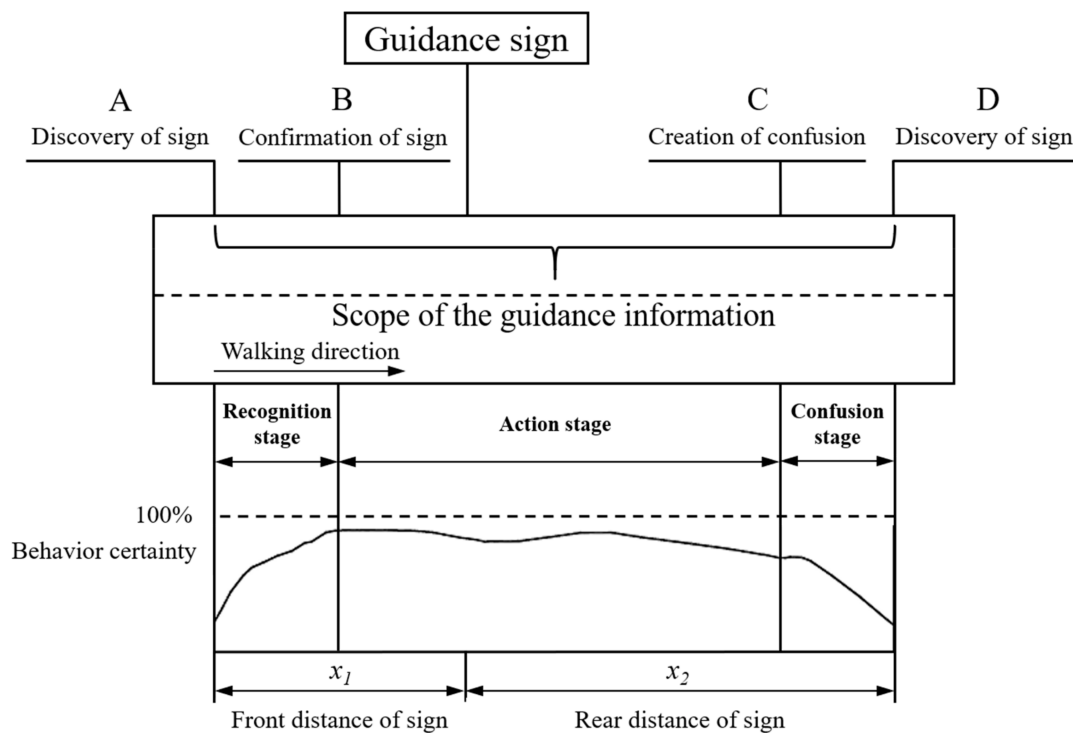 Guidance sign
A
B
C
D
Discovery of sign
Confirmation of sign
Creation of confusion
Discovery of sign
Scope of the guidance information
Walking direction
Recognition
stage
Action stage
Confusion
stage
100%
Behavior certainty
x1
x2
Front distance of sign
Rear distance of sign